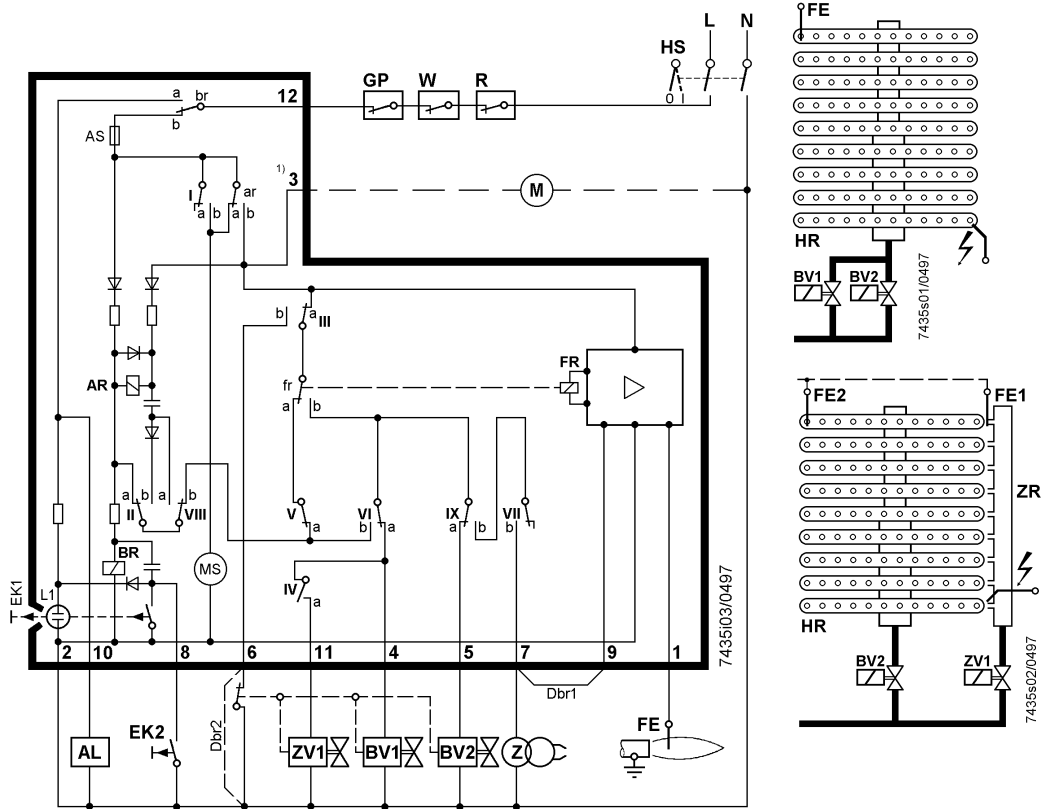 FE
L
N
HS
0
GP
W
R
a
br
b
12
AS
1)
3
M
I
ar
a
b
a
b
HR
BV1
BV2
7435s01/0497
b
a
III
FR
fr
AR
a
b
FE2
FE1
a
b
a
b
II
VIII
V
a
VI
b
a
IX
a
b
VII
b
ZR
BR
MS
IV
a
EK1
L1
HR
7435i03/0497
2
10
8
6
11
4
5
7
9
1
BV2
ZV1
7435s02/0497
Dbr1
Dbr2
AL
EK2
ZV1
BV1
BV2
Z
FE